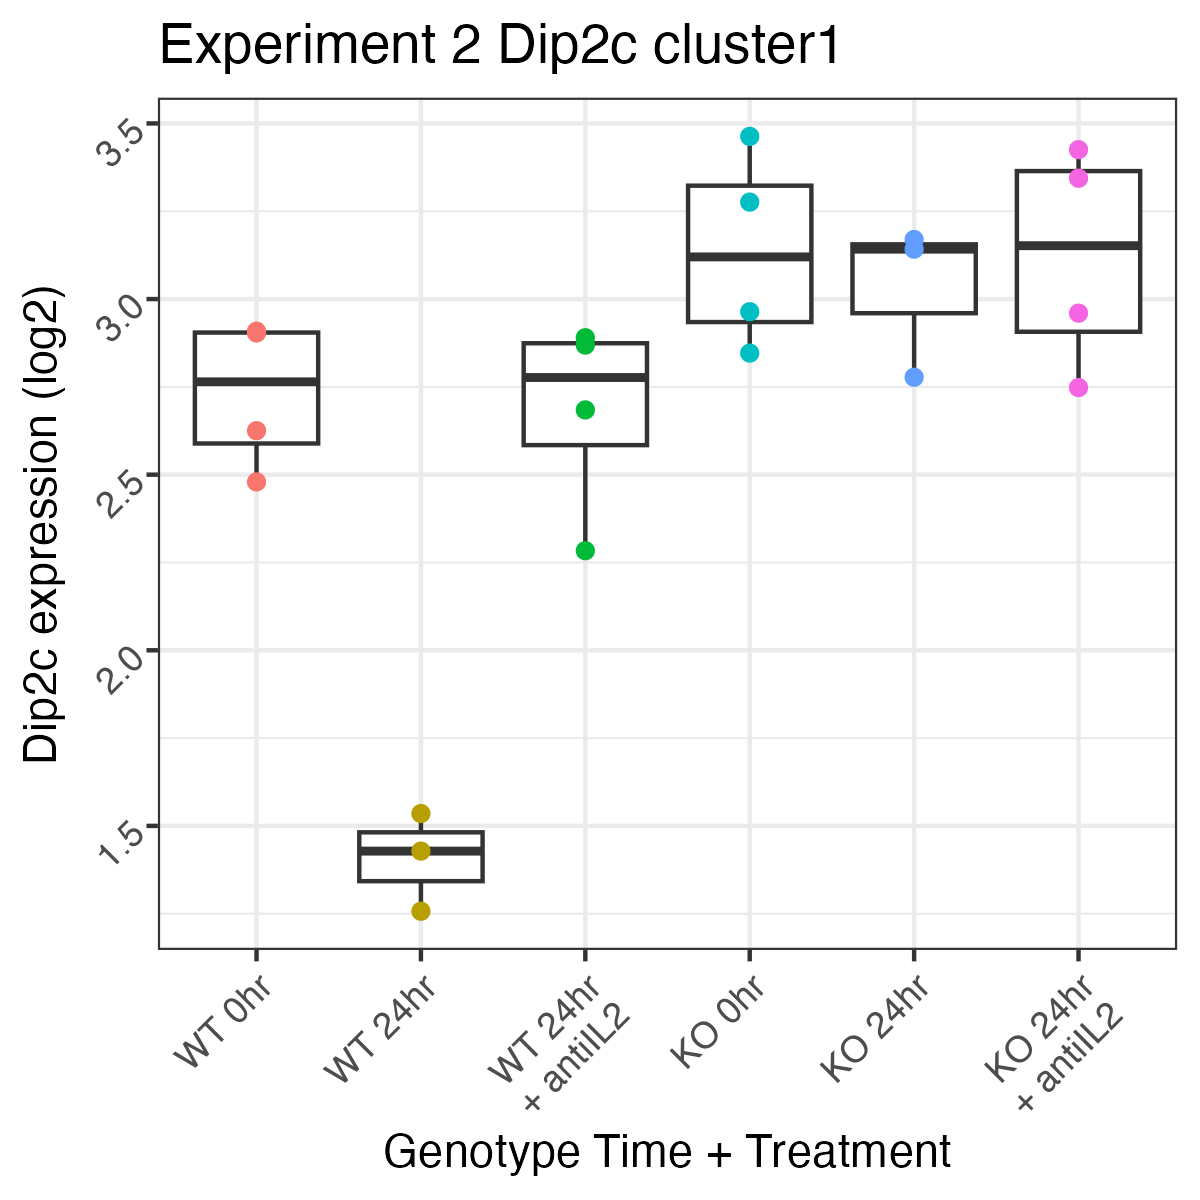 Experiment 2 Dip2c cluster1
Dip2c expression (log2)
3.5
3.0
2.5
2.0
1.5
WT 0hr
WT 24hr
WT 24hr
+ antiIL2
KO 0hr
KO 24hr
KO 24hr
+ antiIL2
Genotype Time + Treatment